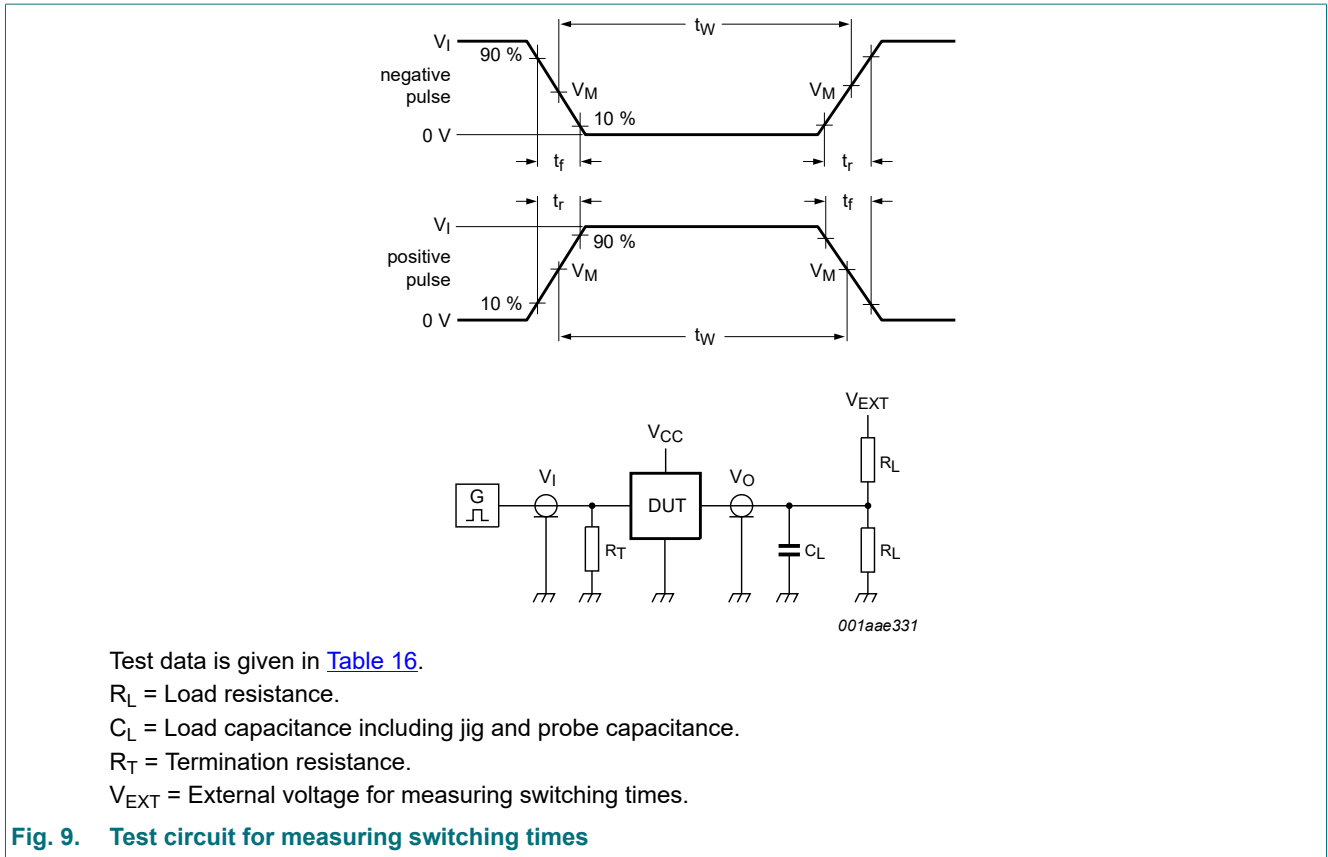 tW
VI
90 %
negative
pulse
VM
VM
10 %
0 V
tf
tr
tr
tf
VI
90 %
positive
pulse
VM
VM
10 %
0 V
tW
VEXT
VCC
RL
VI
VO
G
DUT
RT
CL
RL
001aae331
Test data is given in Table 16.
RL = Load resistance.
CL = Load capacitance including jig and probe capacitance.
RT = Termination resistance.
VEXT = External voltage for measuring switching times.
Fig. 9. Test circuit for measuring switching times